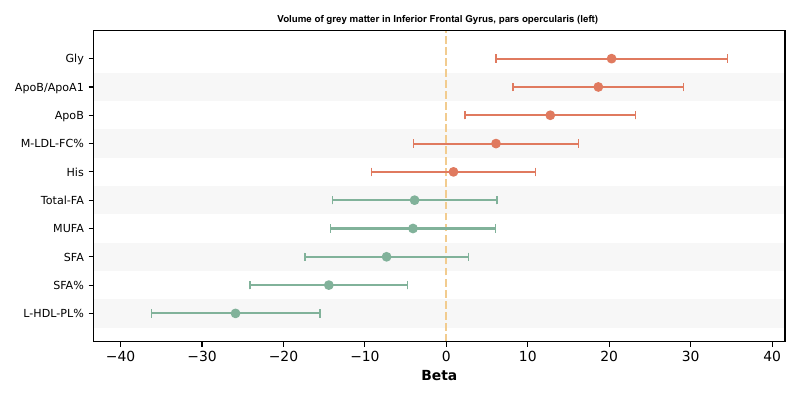 Volume of grey matter in Inferior Frontal Gyrus, pars opercularis (left)
Gly
ApoB/ApoA1
ApoB
M-LDL-FC%
His
Total-FA
MUFA
SFA
SFA%
L-HDL-PL%
−40 −30 −20 −10 0 10 20 30 40
Beta